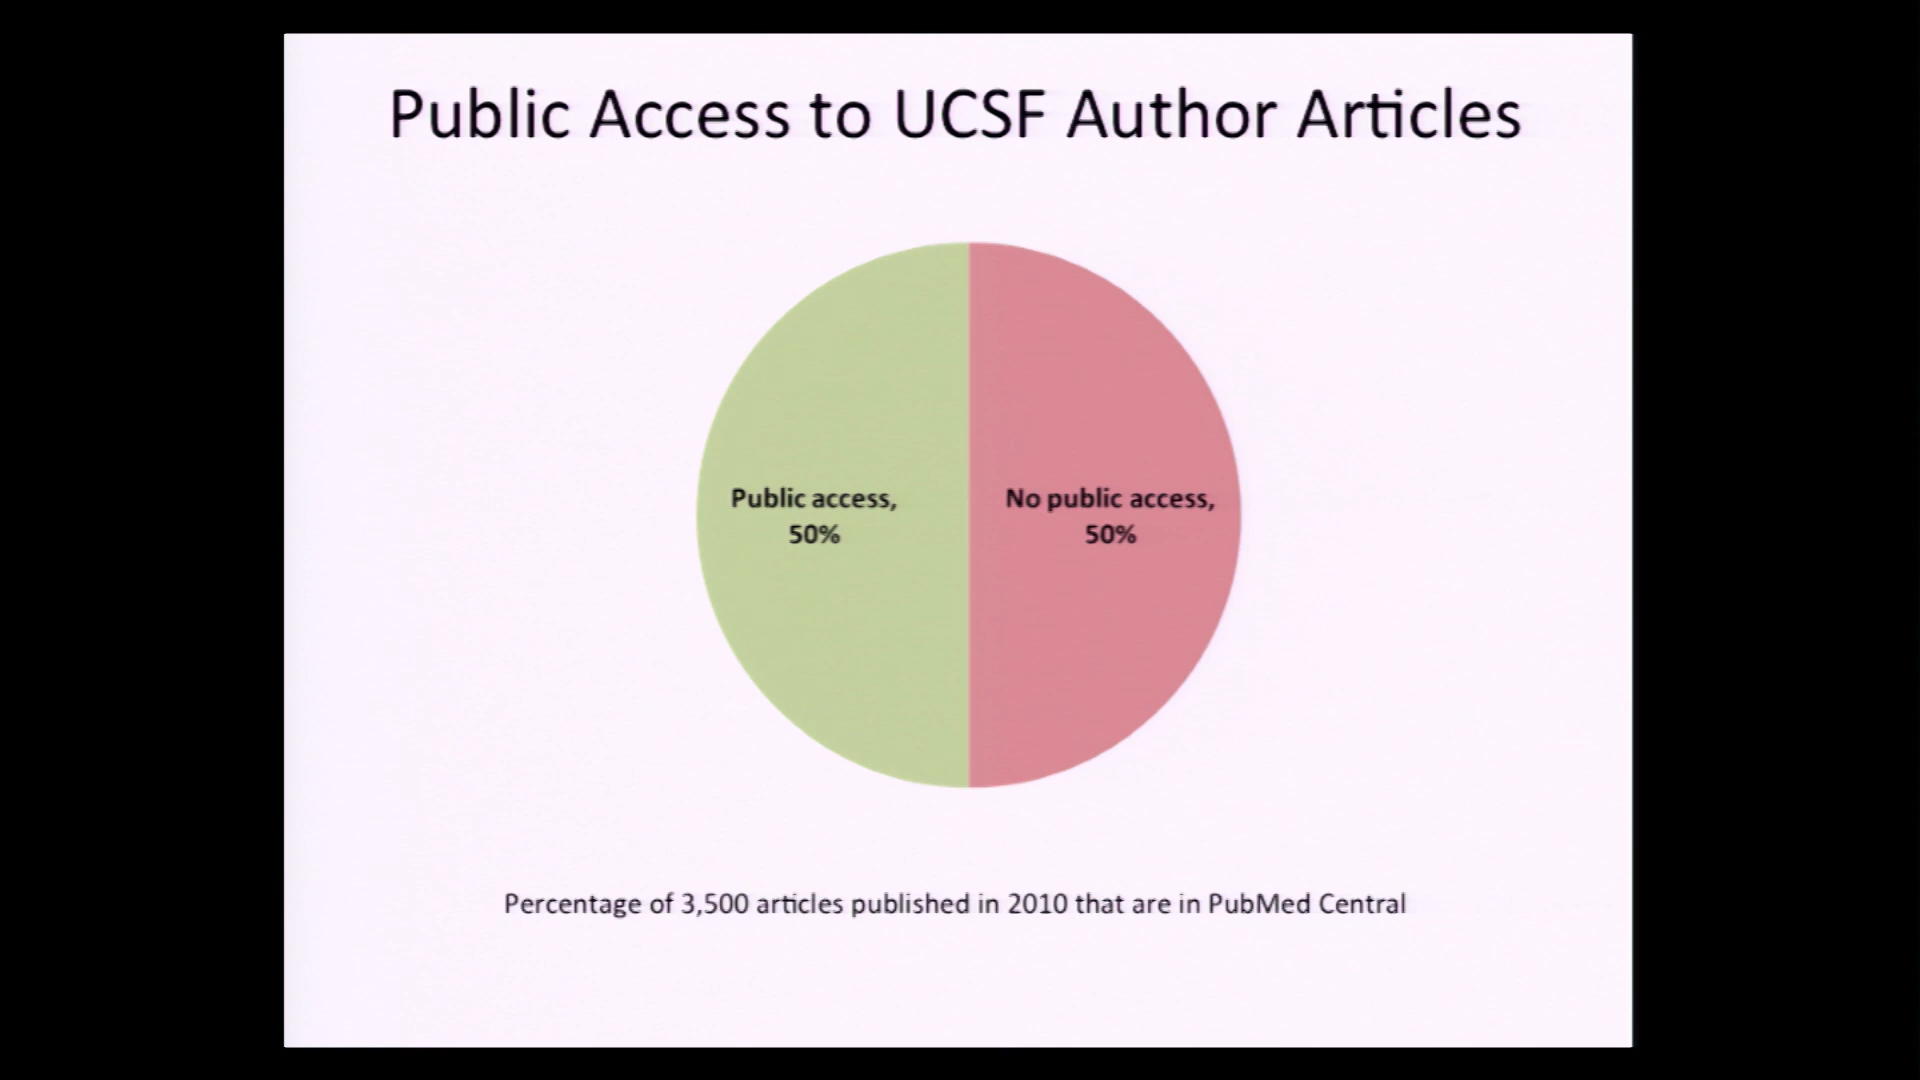 Public Access to UCSF Author Articles
Public access,
50%
No public access,
50%
Percentage of 3,500 articles published in 2010 that are in PubMed Central